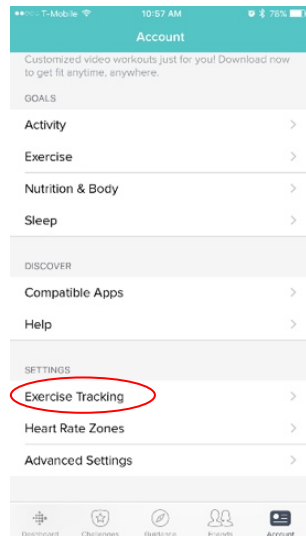 T-Mobile 10:57 AM 78%
Account
Customized video workouts just for you! Download now
to get fit anytime, anywhere.
GOALS
Activity
Exercise
Nutrition & Body
Sleep
DISCOVER
Compatible Apps
Help
SETTINGS
Exercise Tracking
Heart Rate Zones
Advanced Settings
Dashboard Challenges Guidance Friends Account